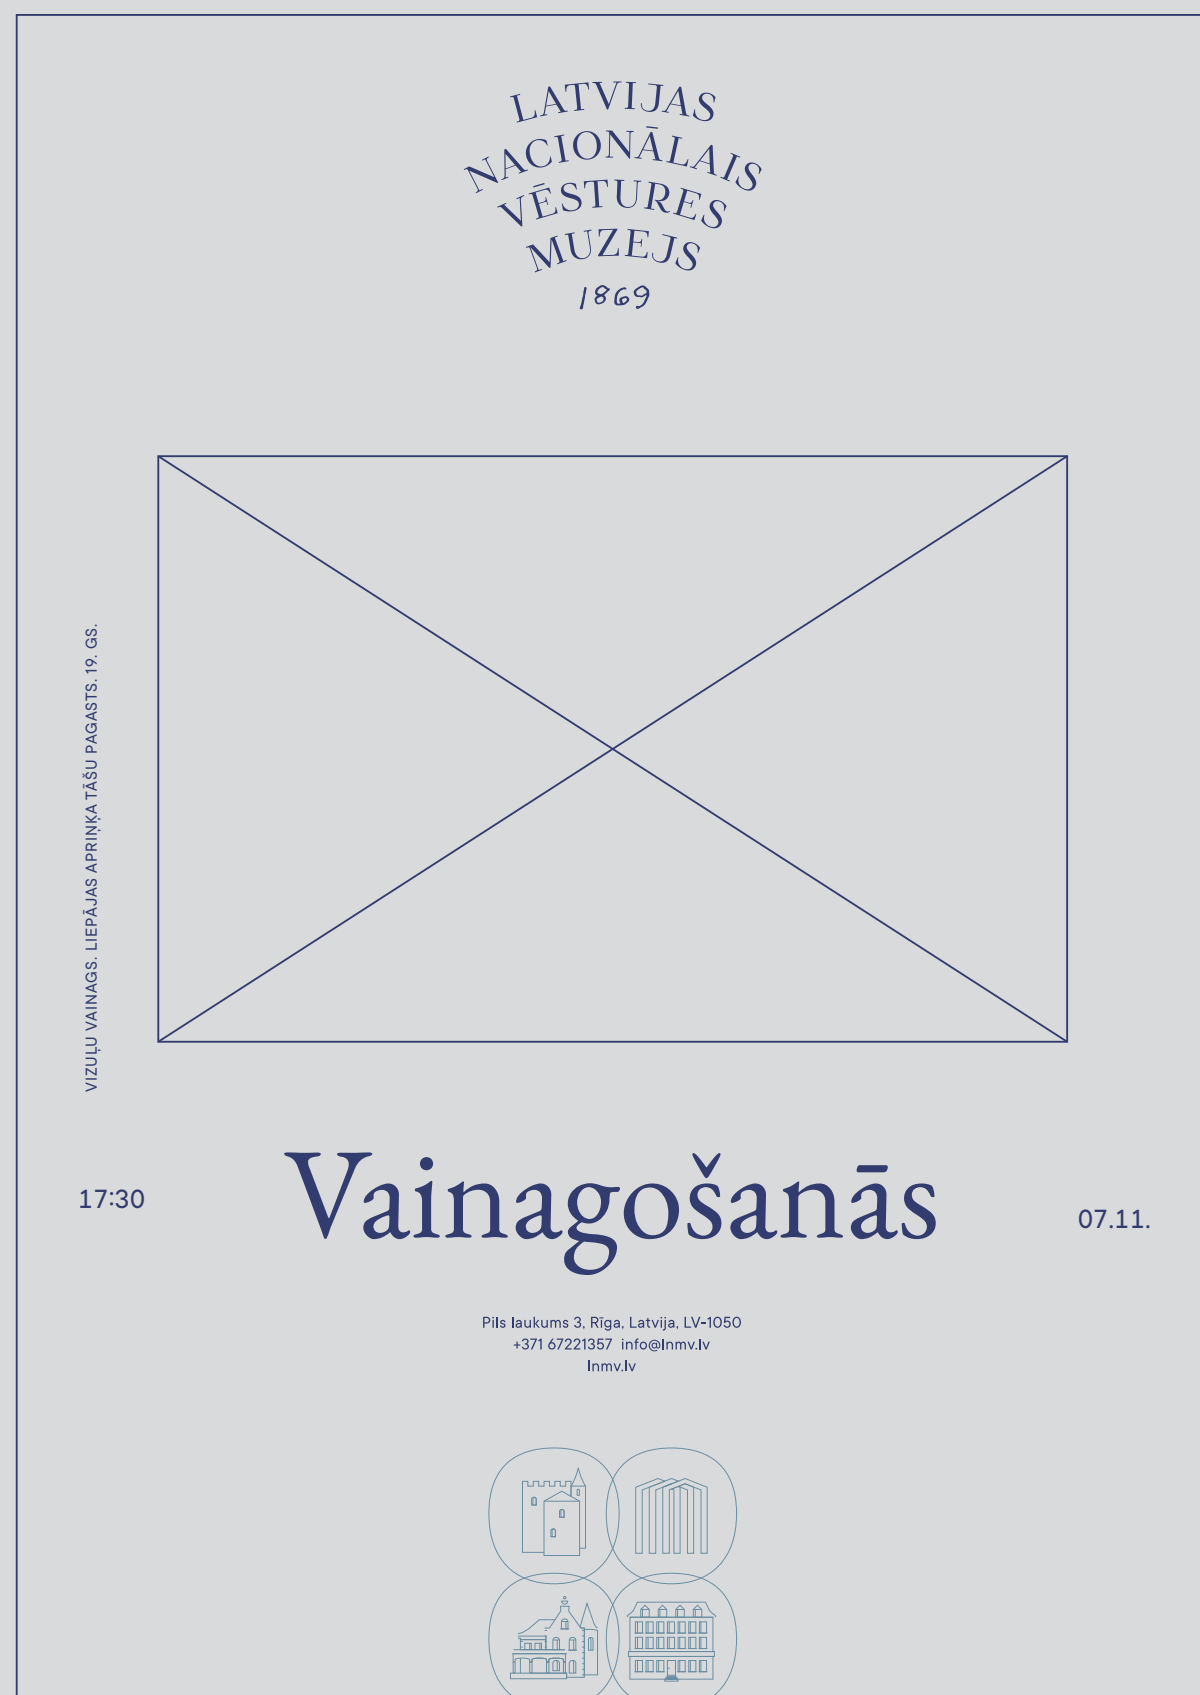 LATVIJAS
NACIONĀLAIS
VĒSTURES
MUZEJS
1869
VIZUĻU VAINAGS. LIEPĀJAS APRIŅĶA TĀŠU PAGASTS. 19. GS.
17:30
Vainagošanās
07.11.
Pils laukums 3, Rīga, Latvija, LV-1050
+371 67221357 info@lnmv.lv
lnmv.lv